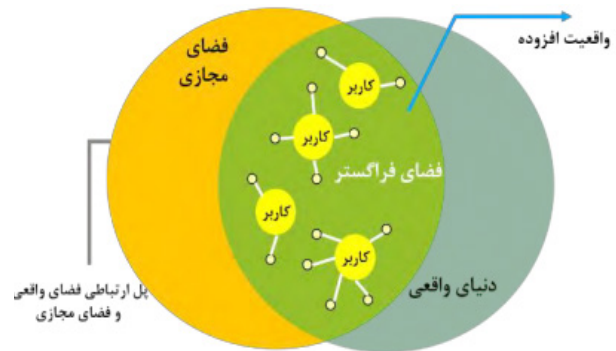 فضای
مجازی
واقعیت افزوده
کاربر
کاربر
فضای فراگستر
کاربر
کاربر
دنیای واقعی
پل ارتباطی فضای واقعی
و فضای مجازی